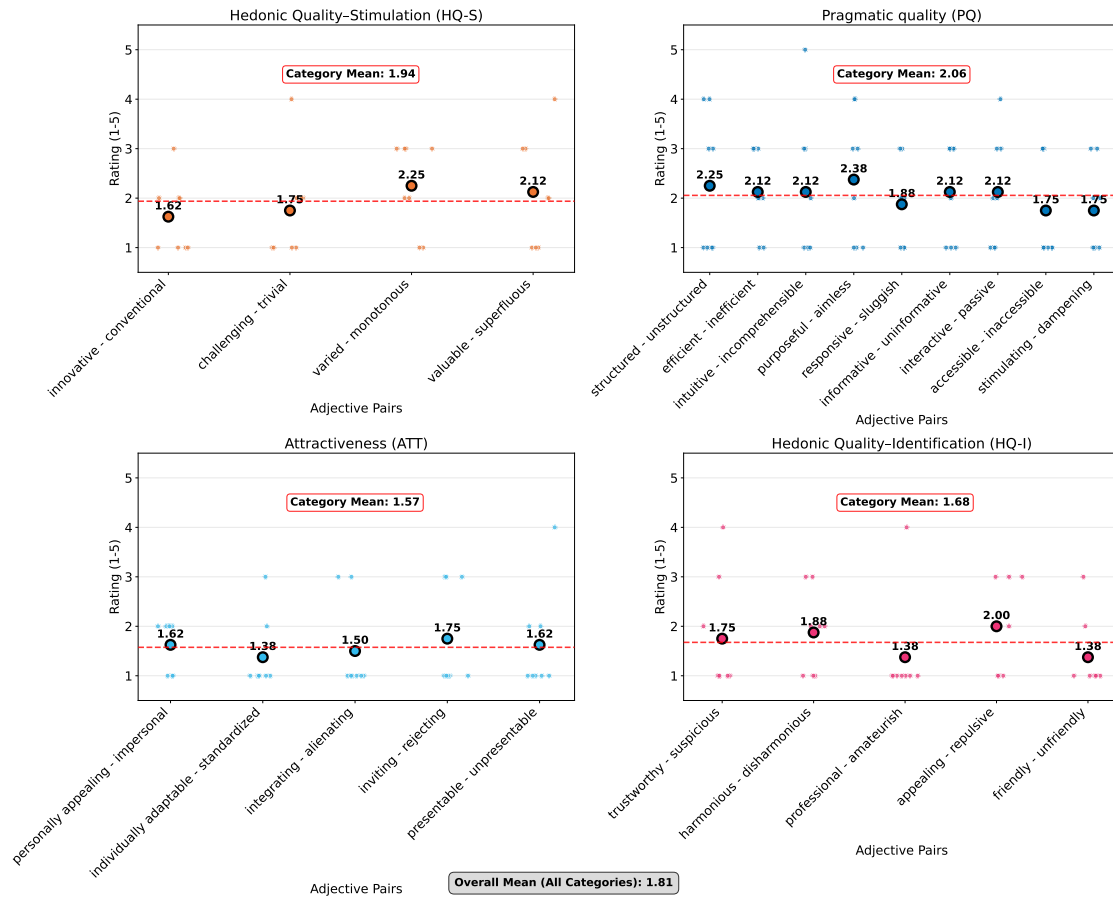 Hedonic Quality–Stimulation (HQ-S)
Rating (1-5)
5
4
3
2
1
Category Mean: 1.94
1.62
1.75
2.25
2.12
innovative - conventional
challenging - trivial
varied - monotonous
valuable - superfluous
Adjective Pairs
Pragmatic quality (PQ)
Rating (1-5)
5
4
3
2
1
Category Mean: 2.06
2.25
2.12
2.12
2.38
1.88
2.12
2.12
1.75
1.75
structured - unstructured
efficient - inefficient
intuitive - incomprehensible
purposeful - aimless
responsive - sluggish
informative - uninformative
interactive - passive
accessible - inaccessible
stimulating - dampening
Adjective Pairs
Attractiveness (ATT)
Rating (1-5)
5
4
3
2
1
Category Mean: 1.57
1.62
1.38
1.50
1.75
1.62
personally appealing - impersonal
individually adaptable - standardized
integrating - alienating
inviting - rejecting
presentable - unpresentable
Adjective Pairs
Hedonic Quality–Identification (HQ-I)
Rating (1-5)
5
4
3
2
1
Category Mean: 1.68
1.75
1.88
1.38
2.00
1.38
trustworthy - suspicious
harmonious - disharmonious
professional - amateurish
appealing - repulsive
friendly - unfriendly
Adjective Pairs
Overall Mean (All Categories): 1.81